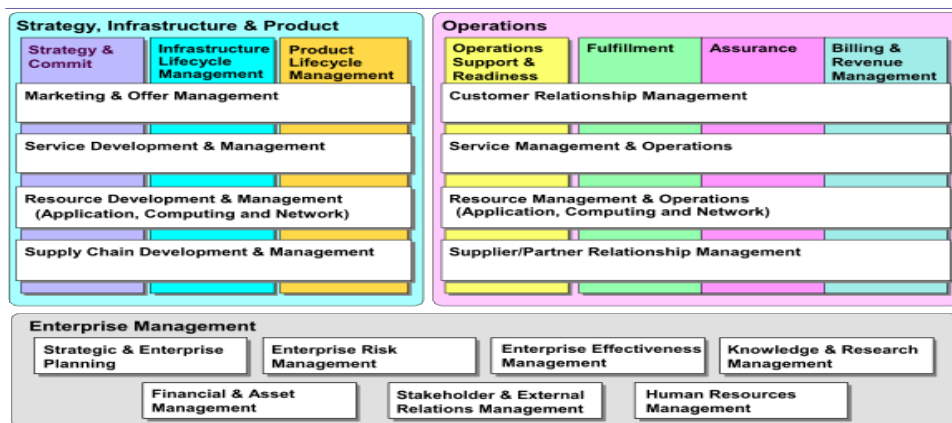 Strategy, Infrastructure & Product
Strategy &
Commit
Infrastructure
Lifecycle
Management
Product
Lifecycle
Management
Marketing & Offer Management
Service Development & Management
Resource Development & Management
(Application, Computing and Network)
Supply Chain Development & Management
Operations
Operations
Support &
Readiness
Fulfillment
Assurance
Billing &
Revenue
Management
Customer Relationship Management
Service Management & Operations
Resource Management & Operations
(Application, Computing and Network)
Supplier/Partner Relationship Management
Enterprise Management
Strategic & Enterprise
Planning
Enterprise Risk
Management
Enterprise Effectiveness
Management
Knowledge & Research
Management
Financial & Asset
Management
Stakeholder & External
Relations Management
Human Resources
Management